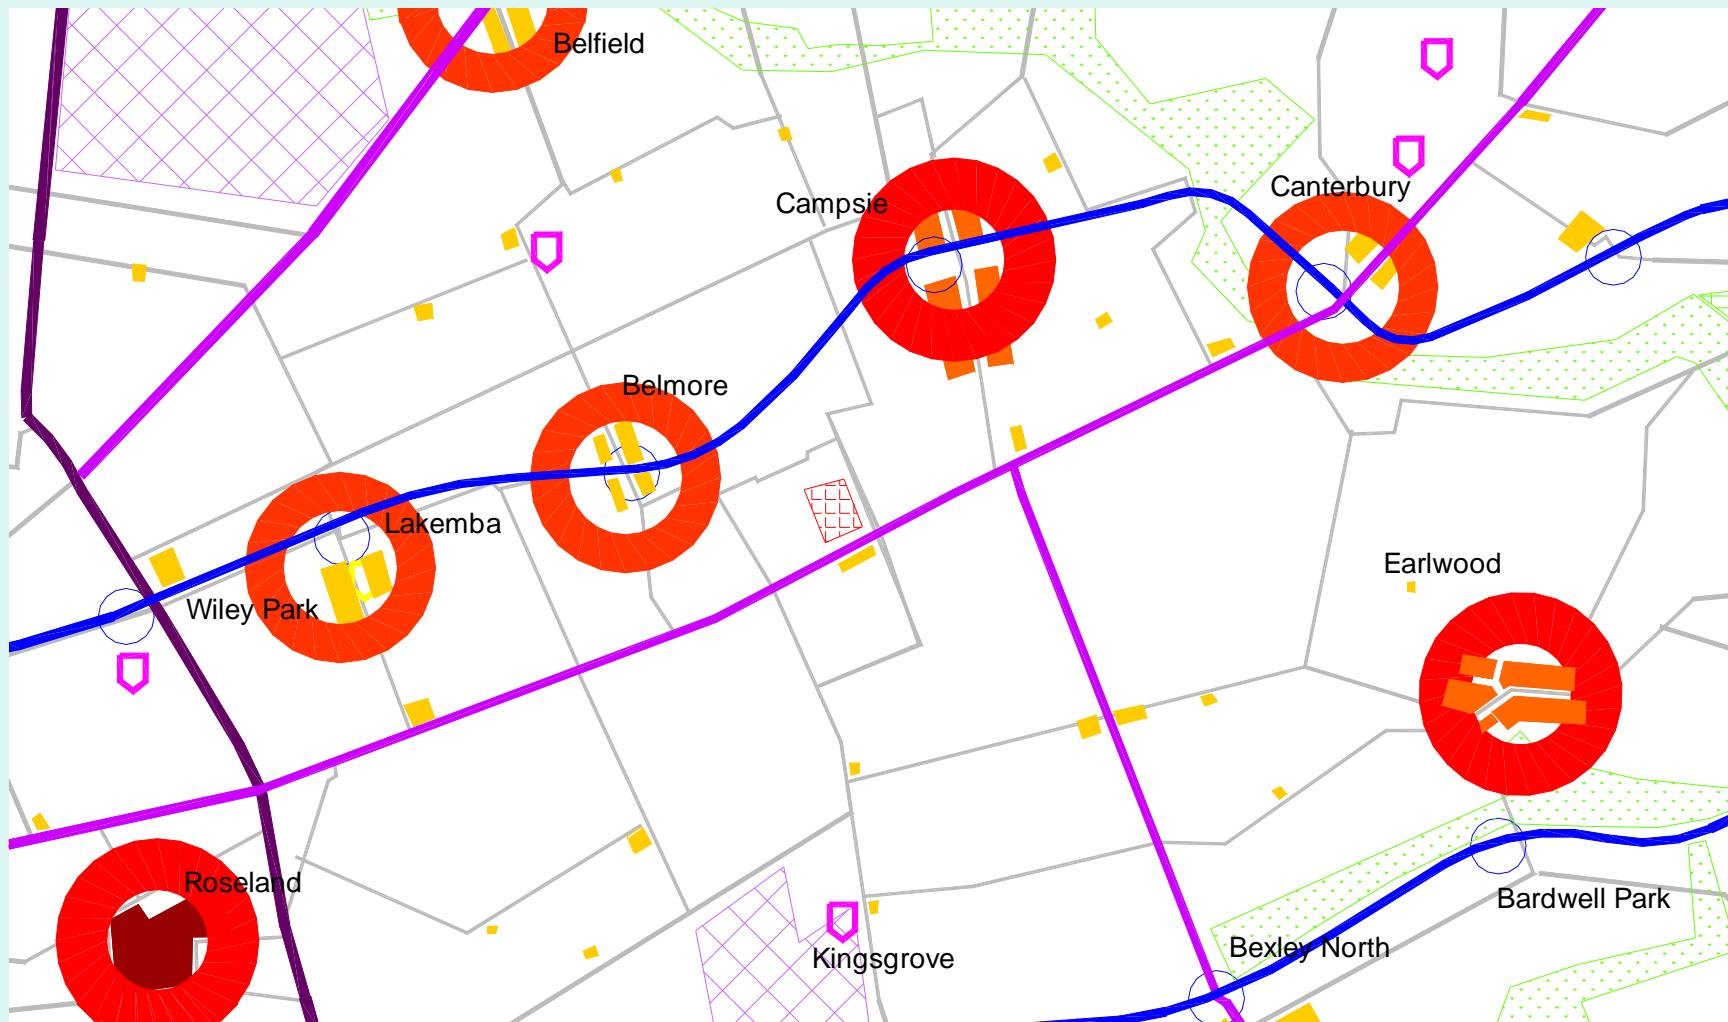 Belfield
Canterbury
Campsie
Belmore
Lakemba
Earlwood
Wiley Park
Roseland
Bardwell Park
Bexley North
Kingsgrove